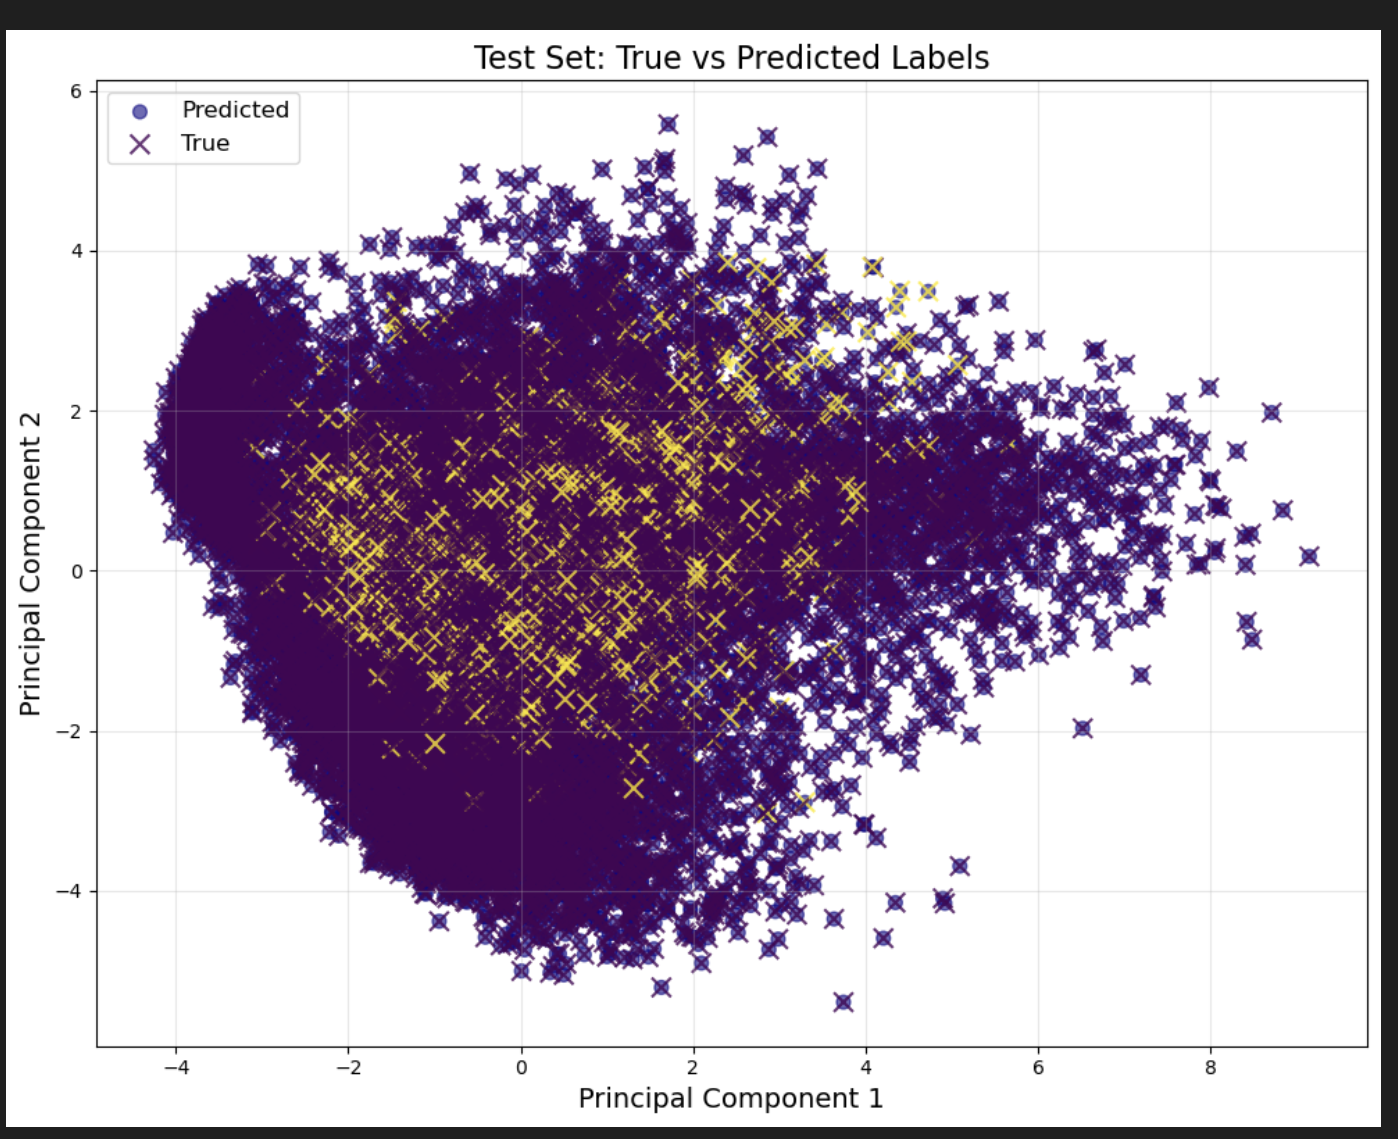 Test Set: True vs Predicted Labels
Predicted
True
6
4
2
0
−2
−4
Principal Component 2
−4
−2
0
2
4
6
8
Principal Component 1